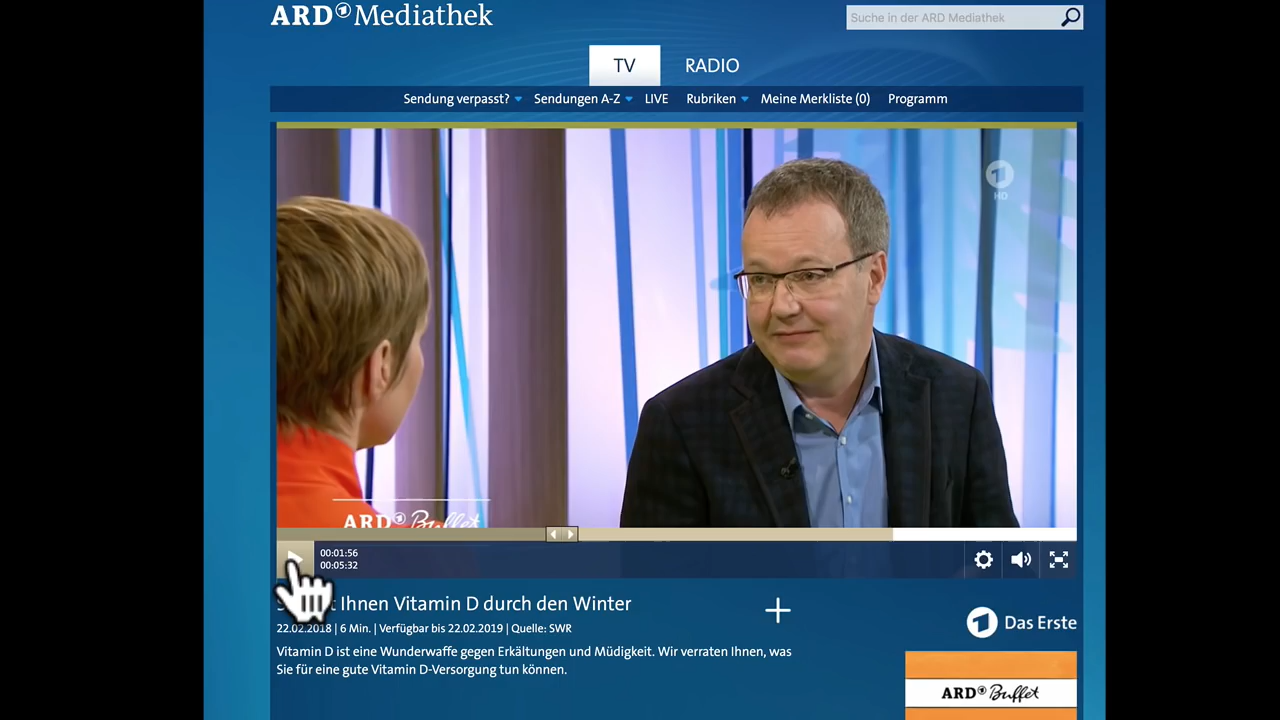 ARD Mediathek
Suche in der ARD Mediathek
TV RADIO
Sendung verpasst? Sendungen A-Z LIVE Rubriken Meine Merkliste (0) Programm
HD
ARD Buffet
00:01:56
00:05:32
Ihnen Vitamin D durch den Winter
22.02.2018 | 6 Min. | Verfügbar bis 22.02.2019 | Quelle: SWR
Das Erste
Vitamin D ist eine Wunderwaffe gegen Erkältungen und Müdigkeit. Wir verraten Ihnen, was
Sie für eine gute Vitamin D-Versorgung tun können.
ARD Buffet